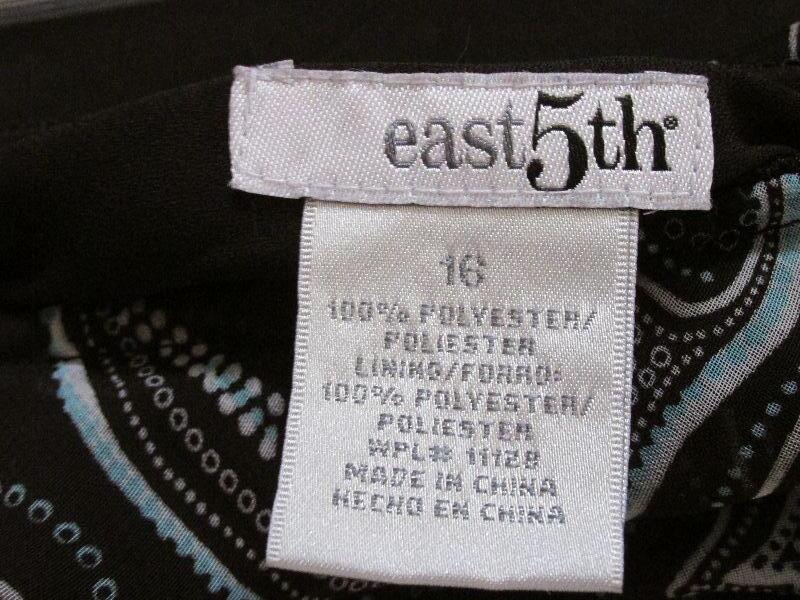 east5th®
16
100% POLYESTER/
POLIESTER
LINING/FORRO:
100% POLYESTER/
POLIESTER
WPL# 11128
MADE IN CHINA
HECHO EN CHINA